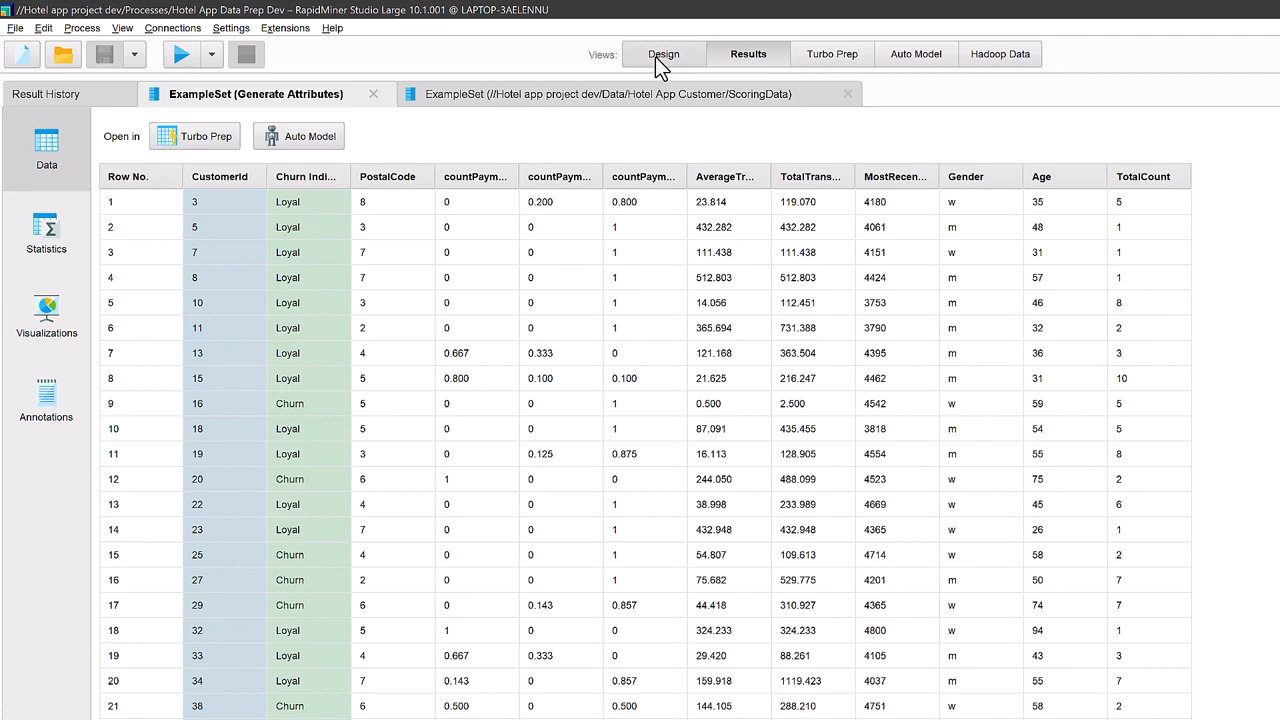 //Hotel app project dev/Processes/Hotel App Data Prep Dev – RapidMiner Studio Large 10.1.001 @ LAPTOP-3AELENNU
File Edit Process View Connections Settings Extensions Help
Views: Design Results Turbo Prep Auto Model Hadoop Data
Result History ExampleSet (Generate Attributes) ExampleSet (//Hotel app project dev/Data/Hotel App Customer/ScoringData)
Open in Turbo Prep Auto Model
Data
Statistics
Visualizations
Annotations
Row No. CustomerId Churn Indi... PostalCode countPaym... countPaym... countPaym... AverageTr... TotalTrans... MostRecen... Gender Age TotalCount
1 3 Loyal 8 0 0.200 0.800 23.814 119.070 4180 w 35 5
2 5 Loyal 3 0 0 1 432.282 432.282 4061 m 48 1
3 7 Loyal 7 0 0 1 111.438 111.438 4151 w 31 1
4 8 Loyal 7 0 0 1 512.803 512.803 4424 m 57 1
5 10 Loyal 3 0 0 1 14.056 112.451 3753 m 46 8
6 11 Loyal 2 0 0 1 365.694 731.388 3790 m 32 2
7 13 Loyal 4 0.667 0.333 0 121.168 363.504 4395 m 36 3
8 15 Loyal 5 0.800 0.100 0.100 21.625 216.247 4462 m 31 10
9 16 Churn 5 0 0 1 0.500 2.500 4542 w 59 5
10 18 Loyal 5 0 0 1 87.091 435.455 3818 m 54 5
11 19 Loyal 3 0 0.125 0.875 16.113 128.905 4554 m 55 8
12 20 Churn 6 1 0 0 244.050 488.099 4523 w 75 2
13 22 Loyal 4 0 0 1 38.998 233.989 4669 w 45 6
14 23 Loyal 7 0 0 1 432.948 432.948 4365 w 26 1
15 25 Churn 4 0 0 1 54.807 109.613 4714 w 58 2
16 27 Churn 2 0 0 1 75.682 529.775 4201 m 50 7
17 29 Churn 6 0 0.143 0.857 44.418 310.927 4365 w 74 7
18 32 Loyal 5 1 0 0 324.233 324.233 4800 w 94 1
19 33 Loyal 4 0.667 0.333 0 29.420 88.261 4105 m 43 3
20 34 Loyal 7 0.143 0 0.857 159.918 1119.423 4037 m 55 7
21 38 Churn 6 0.500 0 0.500 144.105 288.210 4751 w 58 2